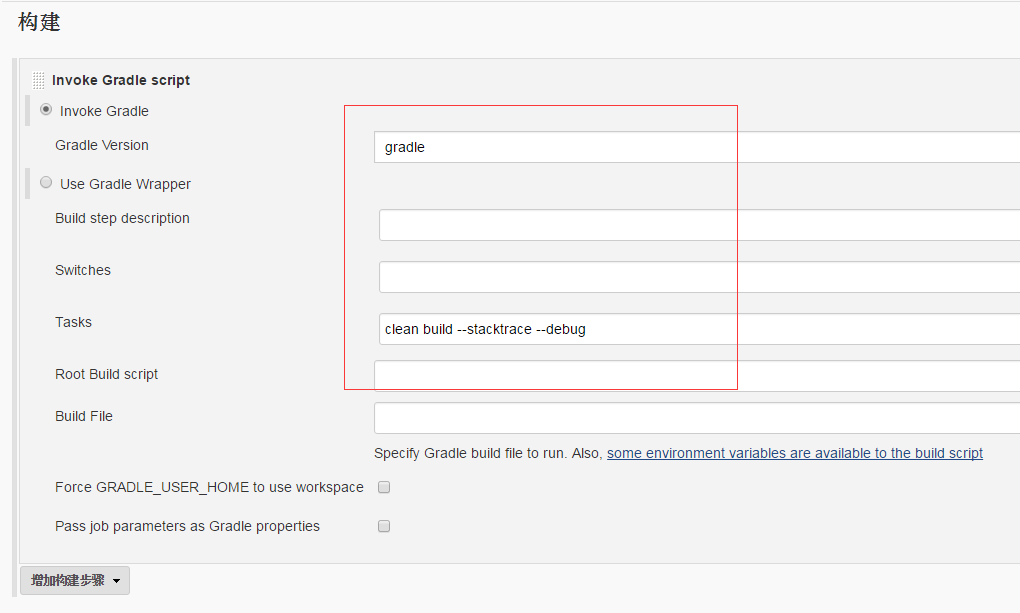 构建
Invoke Gradle script
Invoke Gradle
Gradle Version
gradle
Use Gradle Wrapper
Build step description
Switches
Tasks
clean build --stacktrace --debug
Root Build script
Build File
Specify Gradle build file to run. Also, some environment variables are available to the build script
Force GRADLE_USER_HOME to use workspace
Pass job parameters as Gradle properties
增加构建步骤